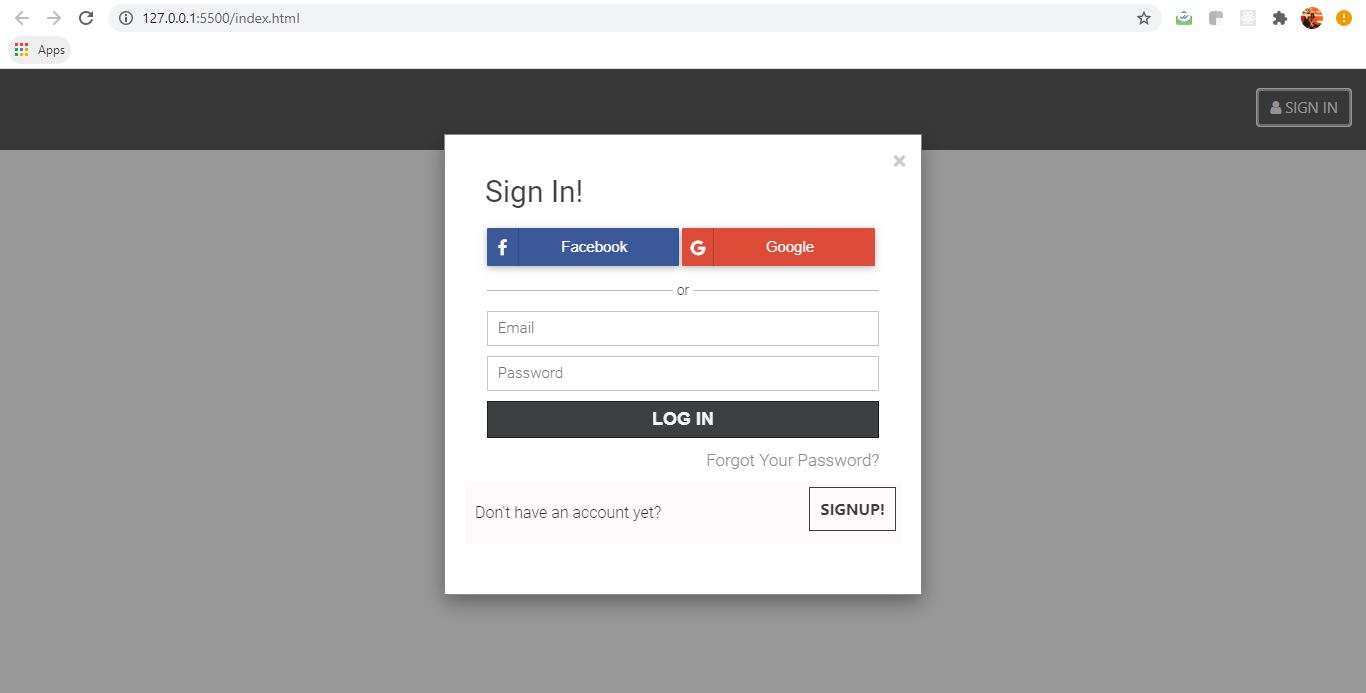 127.0.0.1:5500/index.html
Apps
SIGN IN
×
Sign In!
Facebook Google
or
Email
Password
LOG IN
Forgot Your Password?
Don't have an account yet? SIGNUP!